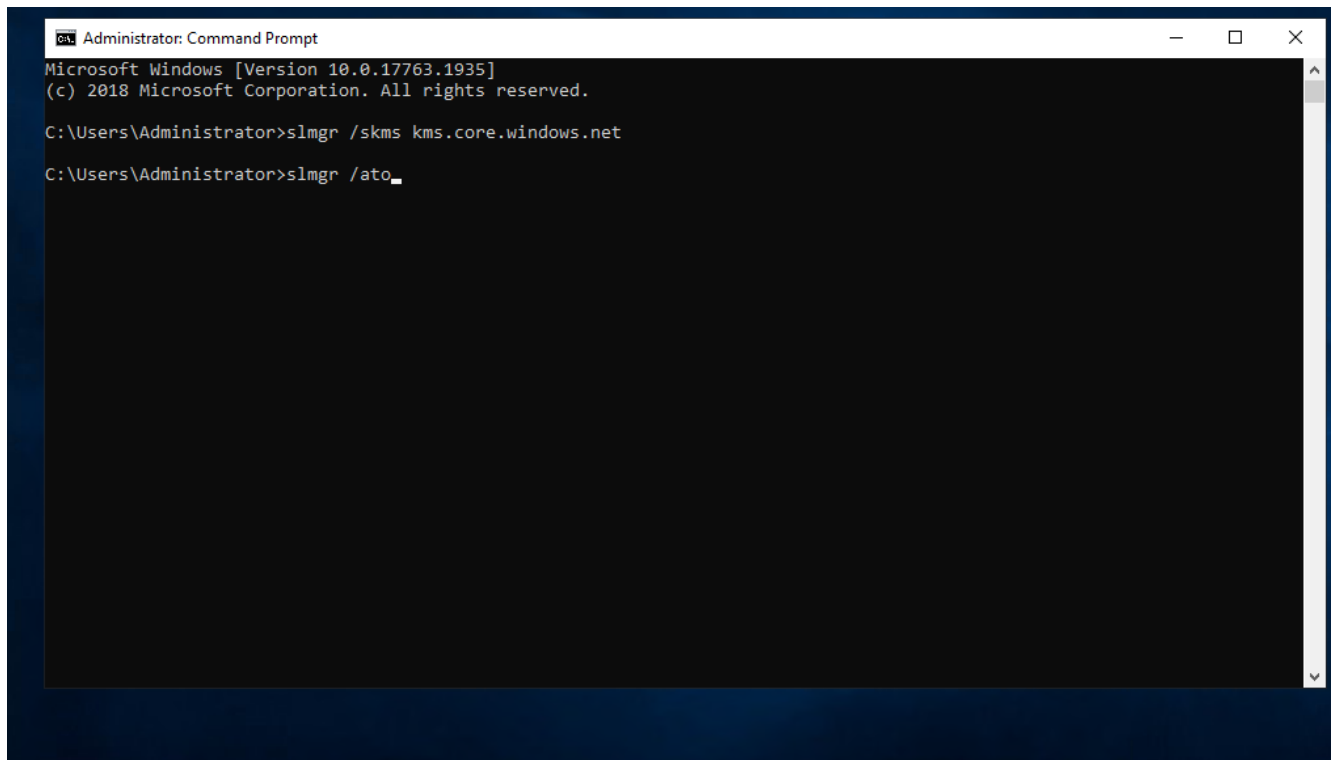 Administrator: Command Prompt
Microsoft Windows [Version 10.0.17763.1935]
(c) 2018 Microsoft Corporation. All rights reserved.
C:\Users\Administrator>slmgr /skms kms.core.windows.net
C:\Users\Administrator>slmgr /ato